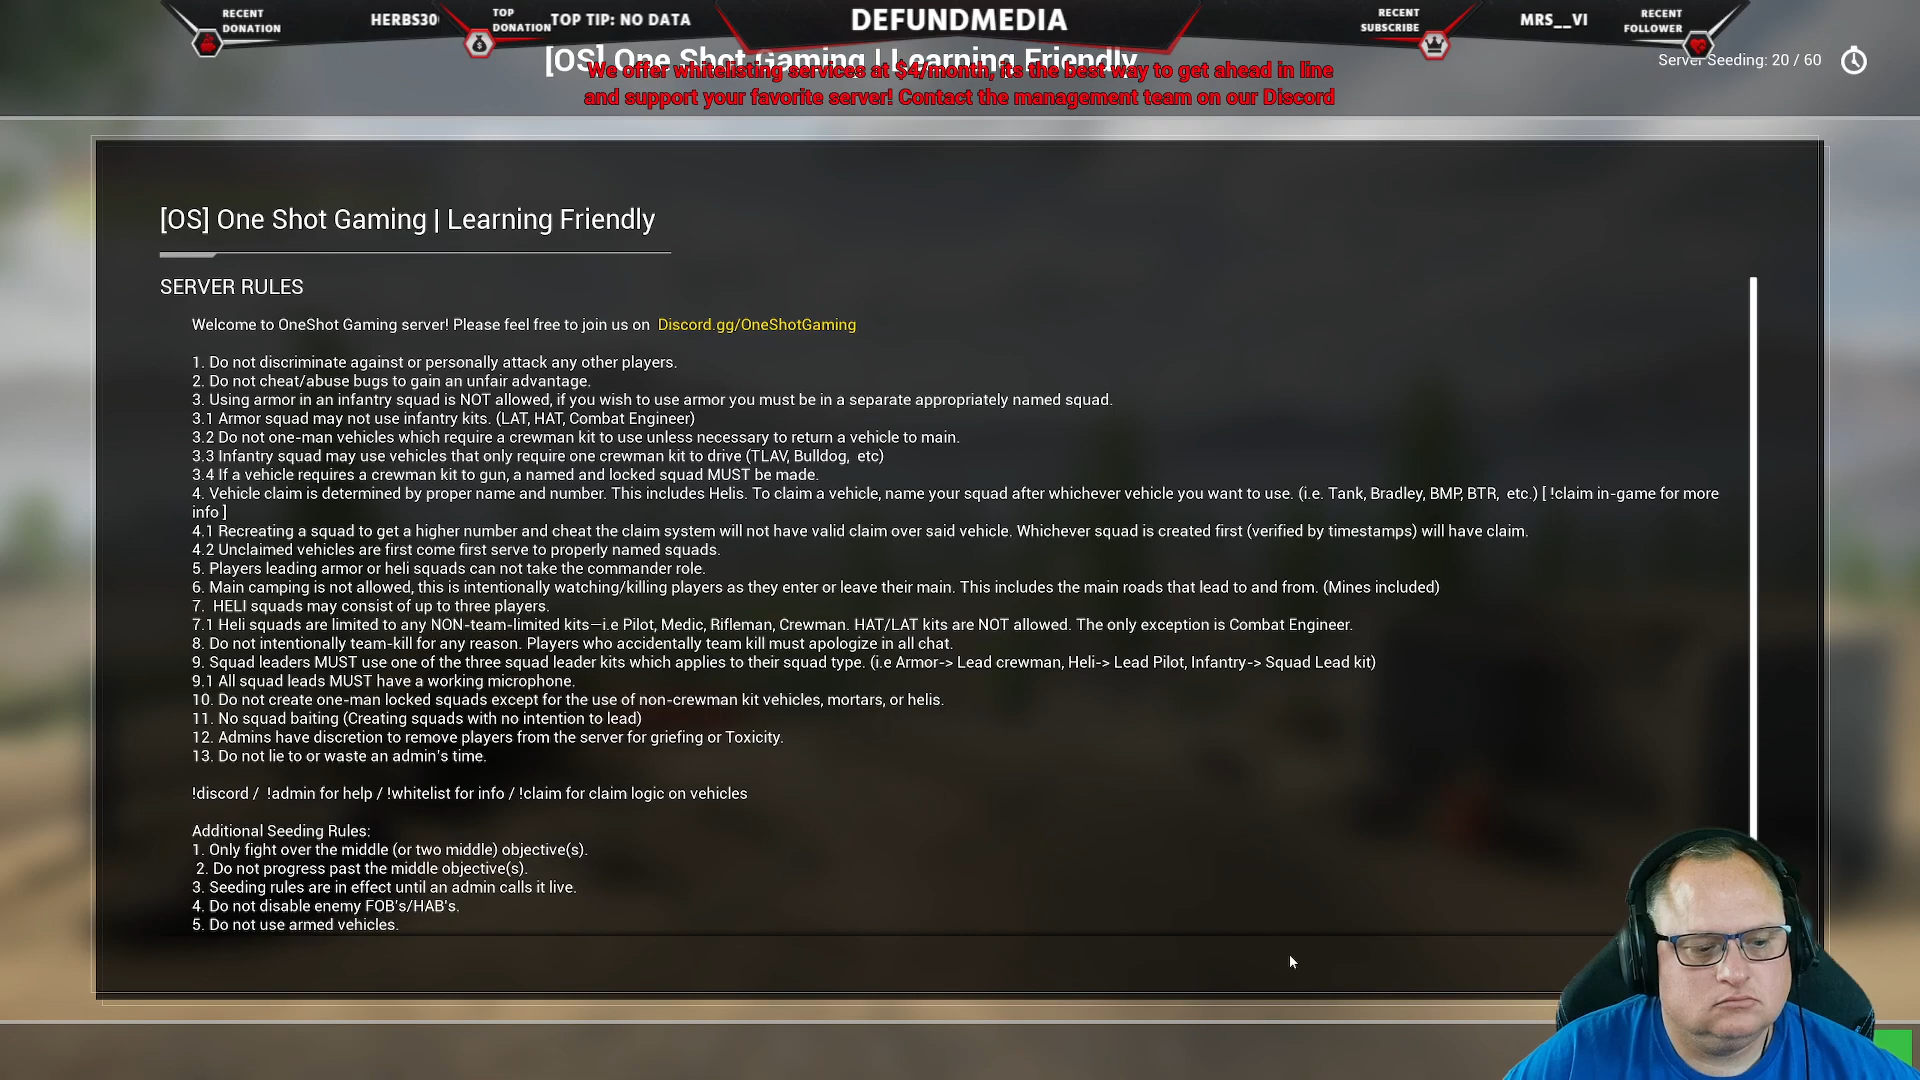 RECENT
DONATION
HERBS30
TOP
DONATION
TOP TIP: NO DATA
DEFUNDMEDIA
RECENT
SUBSCRIBE
MRS__VI
RECENT
FOLLOWER
[OS] One Shot Gaming | Learning Friendly
We offer whitelisting services at $4/month, its the best way to get ahead in line
and support your favorite server! Contact the management team on our Discord
Server Seeding: 20 / 60
[OS] One Shot Gaming | Learning Friendly
SERVER RULES
Welcome to OneShot Gaming server! Please feel free to join us on Discord.gg/OneShotGaming
1. Do not discriminate against or personally attack any other players.
2. Do not cheat/abuse bugs to gain an unfair advantage.
3. Using armor in an infantry squad is NOT allowed, if you wish to use armor you must be in a separate appropriately named squad.
3.1 Armor squad may not use infantry kits. (LAT, HAT, Combat Engineer)
3.2 Do not one-man vehicles which require a crewman kit to use unless necessary to return a vehicle to main.
3.3 Infantry squad may use vehicles that only require one crewman kit to drive (TLAV, Bulldog, etc)
3.4 If a vehicle requires a crewman kit to gun, a named and locked squad MUST be made.
4. Vehicle claim is determined by proper name and number. This includes Helis. To claim a vehicle, name your squad after whichever vehicle you want to use. (i.e. Tank, Bradley, BMP, BTR, etc.) [ !claim in-game for more
info ]
4.1 Recreating a squad to get a higher number and cheat the claim system will not have valid claim over said vehicle. Whichever squad is created first (verified by timestamps) will have claim.
4.2 Unclaimed vehicles are first come first serve to properly named squads.
5. Players leading armor or heli squads can not take the commander role.
6. Main camping is not allowed, this is intentionally watching/killing players as they enter or leave their main. This includes the main roads that lead to and from. (Mines included)
7. HELI squads may consist of up to three players.
7.1 Heli squads are limited to any NON-team-limited kits—i.e Pilot, Medic, Rifleman, Crewman. HAT/LAT kits are NOT allowed. The only exception is Combat Engineer.
8. Do not intentionally team-kill for any reason. Players who accidentally team kill must apologize in all chat.
9. Squad leaders MUST use one of the three squad leader kits which applies to their squad type. (i.e Armor-> Lead crewman, Heli-> Lead Pilot, Infantry-> Squad Lead kit)
9.1 All squad leads MUST have a working microphone.
10. Do not create one-man locked squads except for the use of non-crewman kit vehicles, mortars, or helis.
11. No squad baiting (Creating squads with no intention to lead)
12. Admins have discretion to remove players from the server for griefing or Toxicity.
13. Do not lie to or waste an admin's time.
!discord / !admin for help / !whitelist for info / !claim for claim logic on vehicles
Additional Seeding Rules:
1. Only fight over the middle (or two middle) objective(s).
2. Do not progress past the middle objective(s).
3. Seeding rules are in effect until an admin calls it live.
4. Do not disable enemy FOB's/HAB's.
5. Do not use armed vehicles.